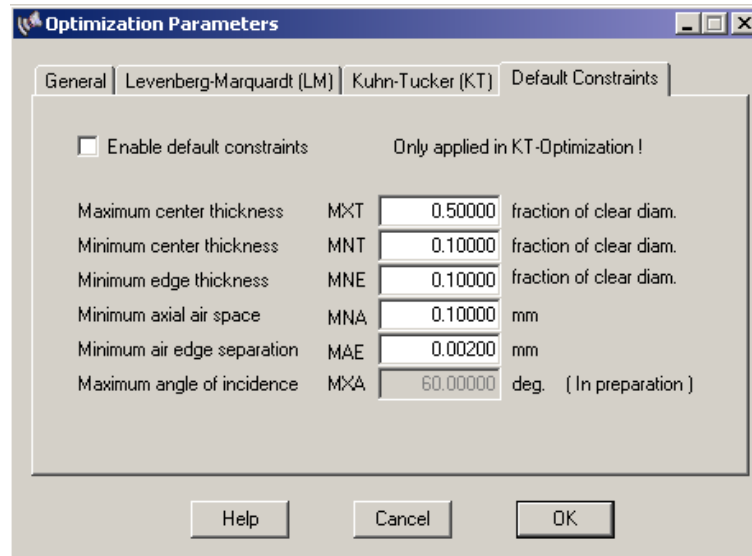 Optimization Parameters
General Levenberg-Marquardt (LM) Kuhn-Tucker (KT) Default Constraints
Enable default constraints Only applied in KT-Optimization !
Maximum center thickness MXT 0.50000 fraction of clear diam.
Minimum center thickness MNT 0.10000 fraction of clear diam.
Minimum edge thickness MNE 0.10000 fraction of clear diam.
Minimum axial air space MNA 0.10000 mm
Minimum air edge separation MAE 0.00200 mm
Maximum angle of incidence MXA 60.00000 deg. ( In preparation )
Help Cancel OK